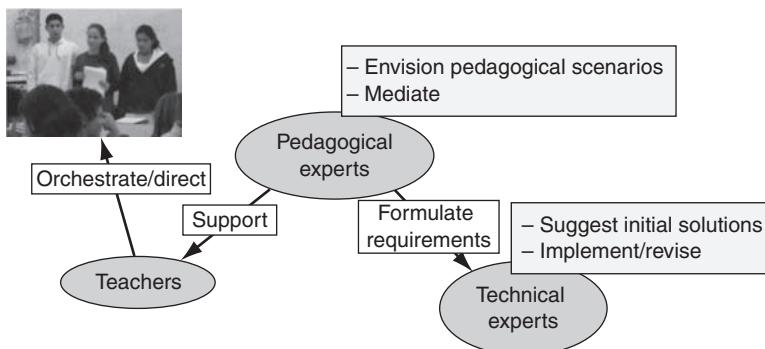 – Envision pedagogical scenarios
– Mediate
Pedagogical
experts
Orchestrate/direct
Support
Formulate
requirements
– Suggest initial solutions
– Implement/revise
Teachers
Technical
experts